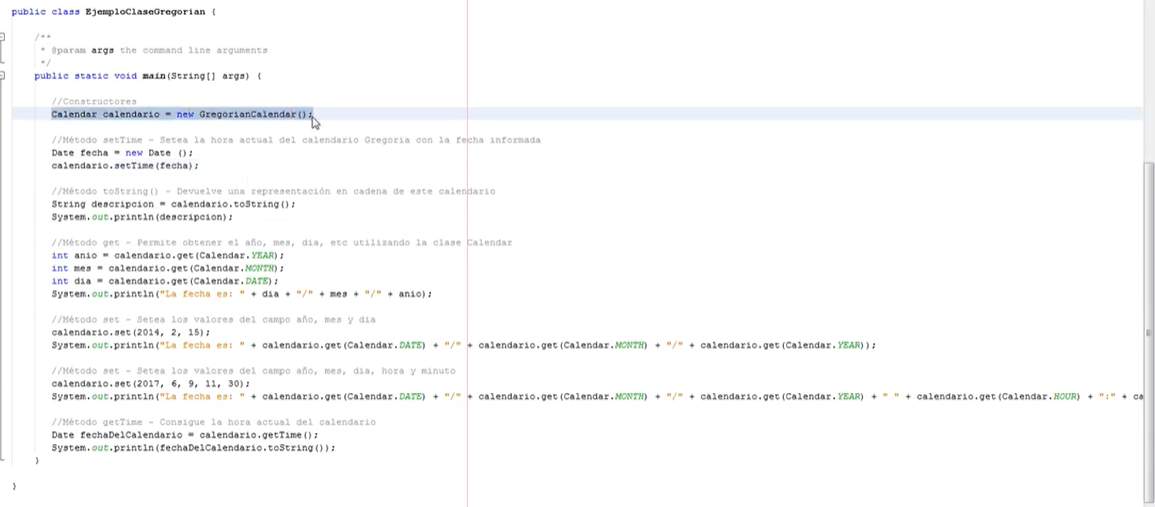 public class EjemploClaseGregorian {
/**
* @param args the command line arguments
*/
public static void main(String[] args) {
//Constructores
Calendar calendario = new GregorianCalendar();
//Método setTime - Setea la hora actual del calendario Gregoria con la fecha informada
Date fecha = new Date ();
calendario.setTime(fecha);
//Método toString() - Devuelve una representación en cadena de este calendario
String descripcion = calendario.toString();
System.out.println(descripcion);
//Método get - Permite obtener el año, mes, dia, etc utilizando la clase Calendar
int anio = calendario.get(Calendar.YEAR);
int mes = calendario.get(Calendar.MONTH);
int dia = calendario.get(Calendar.DATE);
System.out.println("La fecha es: " + dia + "/" + mes + "/" + anio);
//Método set - Setea los valores del campo año, mes y dia
calendario.set(2014, 2, 15);
System.out.println("La fecha es: " + calendario.get(Calendar.DATE) + "/" + calendario.get(Calendar.MONTH) + "/" + calendario.get(Calendar.YEAR));
//Método set - Setea los valores del campo año, mes, dia, hora y minuto
calendario.set(2017, 6, 9, 11, 30);
System.out.println("La fecha es: " + calendario.get(Calendar.DATE) + "/" + calendario.get(Calendar.MONTH) + "/" + calendario.get(Calendar.YEAR) + " " + calendario.get(Calendar.HOUR) + ":" + ca
//Método getTime - Consigue la hora actual del calendario
Date fechaDelCalendario = calendario.getTime();
System.out.println(fechaDelCalendario.toString());
}
}